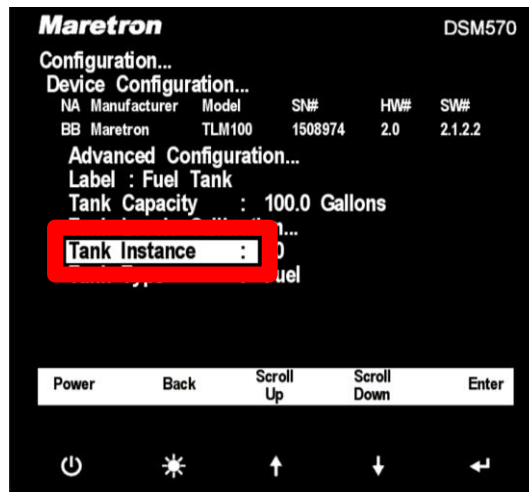 Maretron DSM570
Configuration...
Device Configuration...
NA Manufacturer Model SN# HW# SW#
BB Maretron TLM100 1508974 2.0 2.1.2.2
Advanced Configuration...
Label : Fuel Tank
Tank Capacity : 100.0 Gallons
Tank Instance :
Power Back Scroll Up Scroll Down Enter